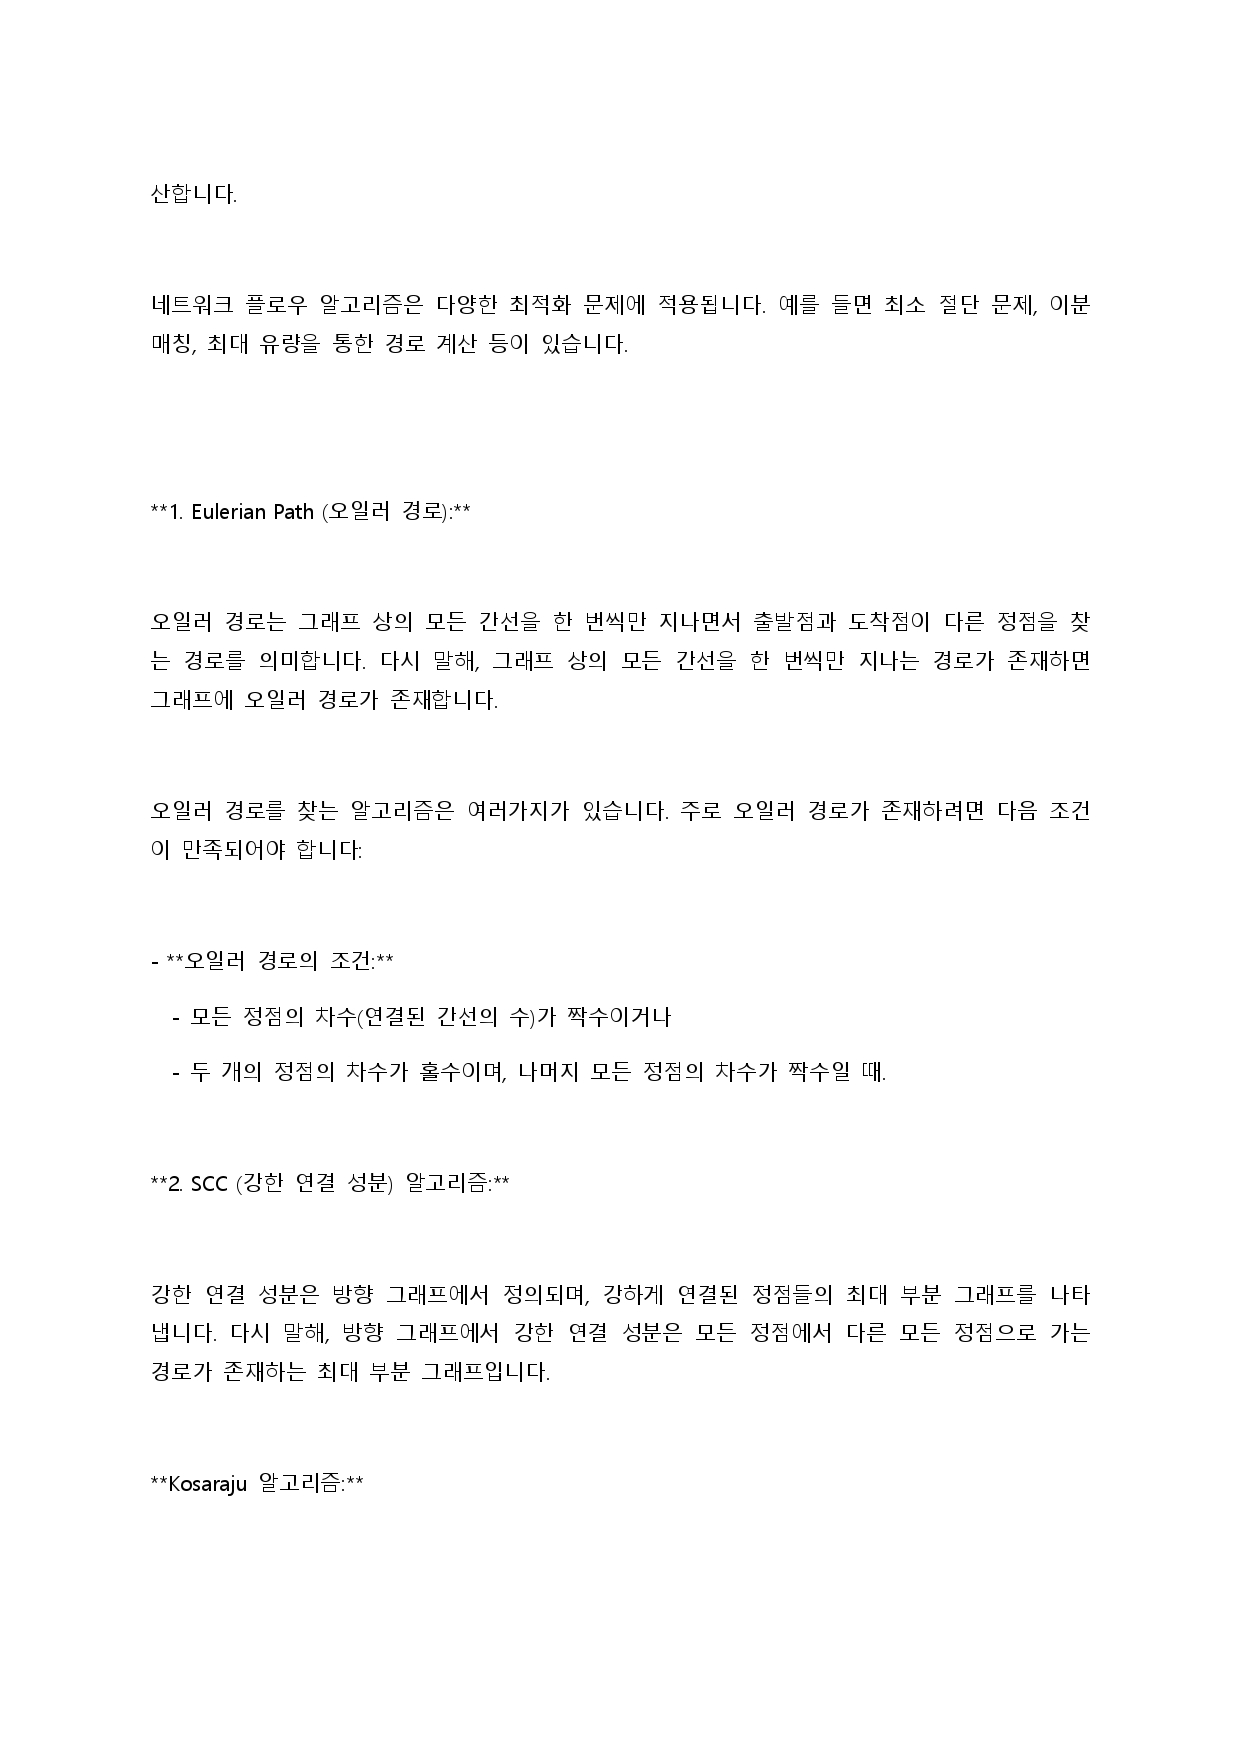 산합니다.
네트워크 플로우 알고리즘은 다양한 최적화 문제에 적용됩니다. 예를 들면 최소 절단 문제, 이분
매칭, 최대 유량을 통한 경로 계산 등이 있습니다.
**1. Eulerian Path (오일러 경로):**
오일러 경로는 그래프 상의 모든 간선을 한 번씩만 지나면서 출발점과 도착점이 다른 정점을 찾
는 경로를 의미합니다. 다시 말해, 그래프 상의 모든 간선을 한 번씩만 지나는 경로가 존재하면
그래프에 오일러 경로가 존재합니다.
오일러 경로를 찾는 알고리즘은 여러가지가 있습니다. 주로 오일러 경로가 존재하려면 다음 조건
이 만족되어야 합니다:
- **오일러 경로의 조건:**
- 모든 정점의 차수(연결된 간선의 수)가 짝수이거나
- 두 개의 정점의 차수가 홀수이며, 나머지 모든 정점의 차수가 짝수일 때.
**2. SCC (강한 연결 성분) 알고리즘:**
강한 연결 성분은 방향 그래프에서 정의되며, 강하게 연결된 정점들의 최대 부분 그래프를 나타
냅니다. 다시 말해, 방향 그래프에서 강한 연결 성분은 모든 정점에서 다른 모든 정점으로 가는
경로가 존재하는 최대 부분 그래프입니다.
**Kosaraju 알고리즘:**